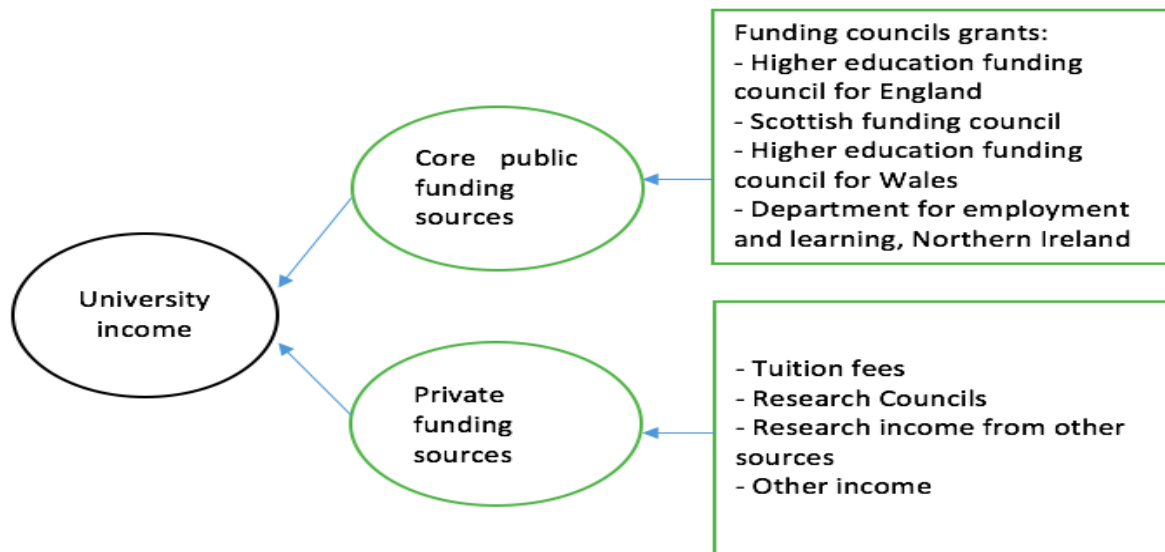 Funding councils grants:
- Higher education funding
council for England
- Scottish funding council
- Higher education funding
council for Wales
- Department for employment
and learning, Northern Ireland
Core public
funding
sources
University
income
Private
funding
sources
- Tuition fees
- Research Councils
- Research income from other
sources
- Other income